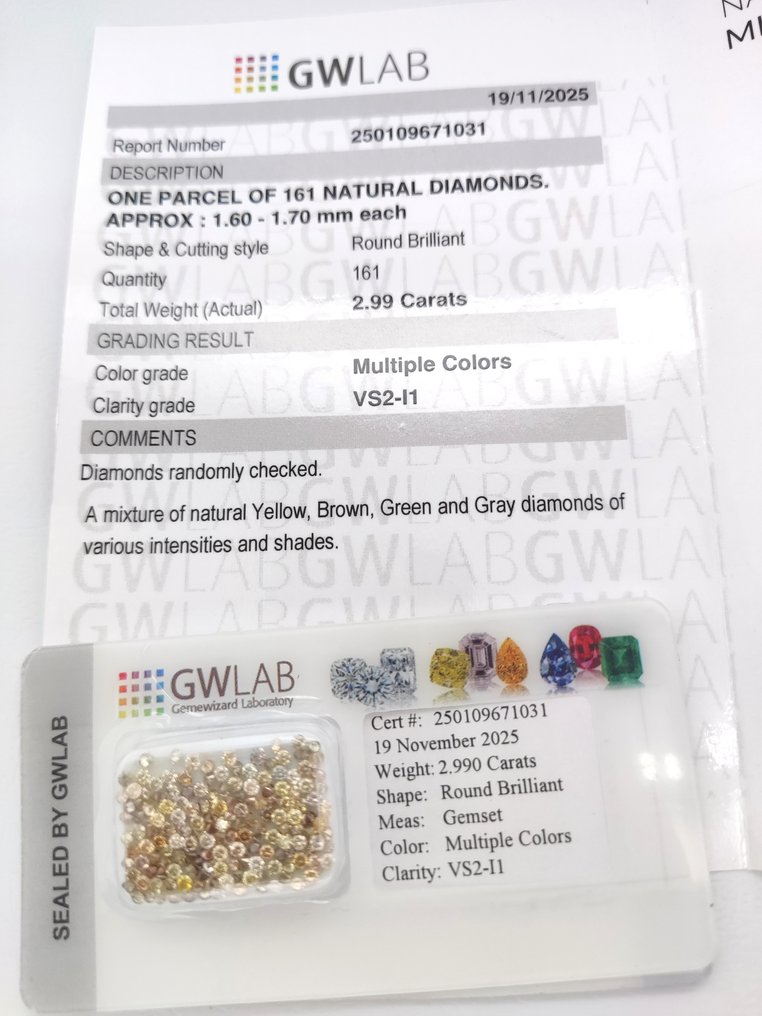 GWLAB
19/11/2025
Report Number 250109671031
DESCRIPTION
ONE PARCEL OF 161 NATURAL DIAMONDS.
APPROX : 1.60 - 1.70 mm each
Shape & Cutting style Round Brilliant
Quantity 161
Total Weight (Actual) 2.99 Carats
GRADING RESULT
Color grade Multiple Colors
Clarity grade VS2-I1
COMMENTS
Diamonds randomly checked.
A mixture of natural Yellow, Brown, Green and Gray diamonds of
various intensities and shades.
SEALED BY GWLAB
GWLAB
Gemewizard Laboratory
Cert #: 250109671031
19 November 2025
Weight: 2.990 Carats
Shape: Round Brilliant
Meas: Gemset
Color: Multiple Colors
Clarity: VS2-I1